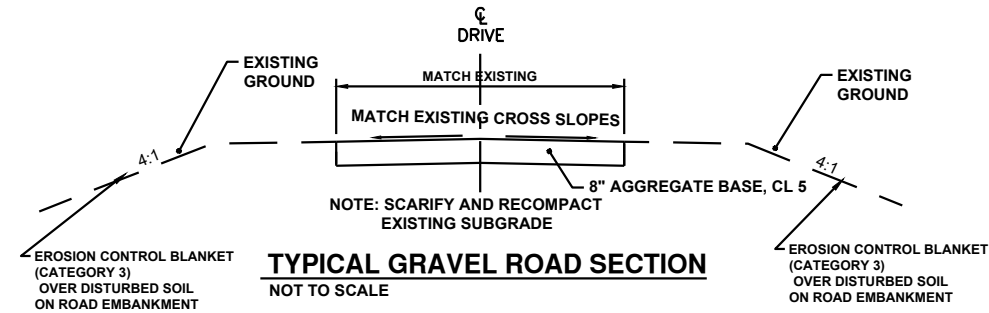 ℄
DRIVE
EXISTING
GROUND
MATCH EXISTING
EXISTING
GROUND
MATCH EXISTING CROSS SLOPES
4:1
4:1
8" AGGREGATE BASE, CL 5
NOTE: SCARIFY AND RECOMPACT
EXISTING SUBGRADE
EROSION CONTROL BLANKET
(CATEGORY 3)
OVER DISTURBED SOIL
ON ROAD EMBANKMENT
TYPICAL GRAVEL ROAD SECTION
NOT TO SCALE
EROSION CONTROL BLANKET
(CATEGORY 3)
OVER DISTURBED SOIL
ON ROAD EMBANKMENT